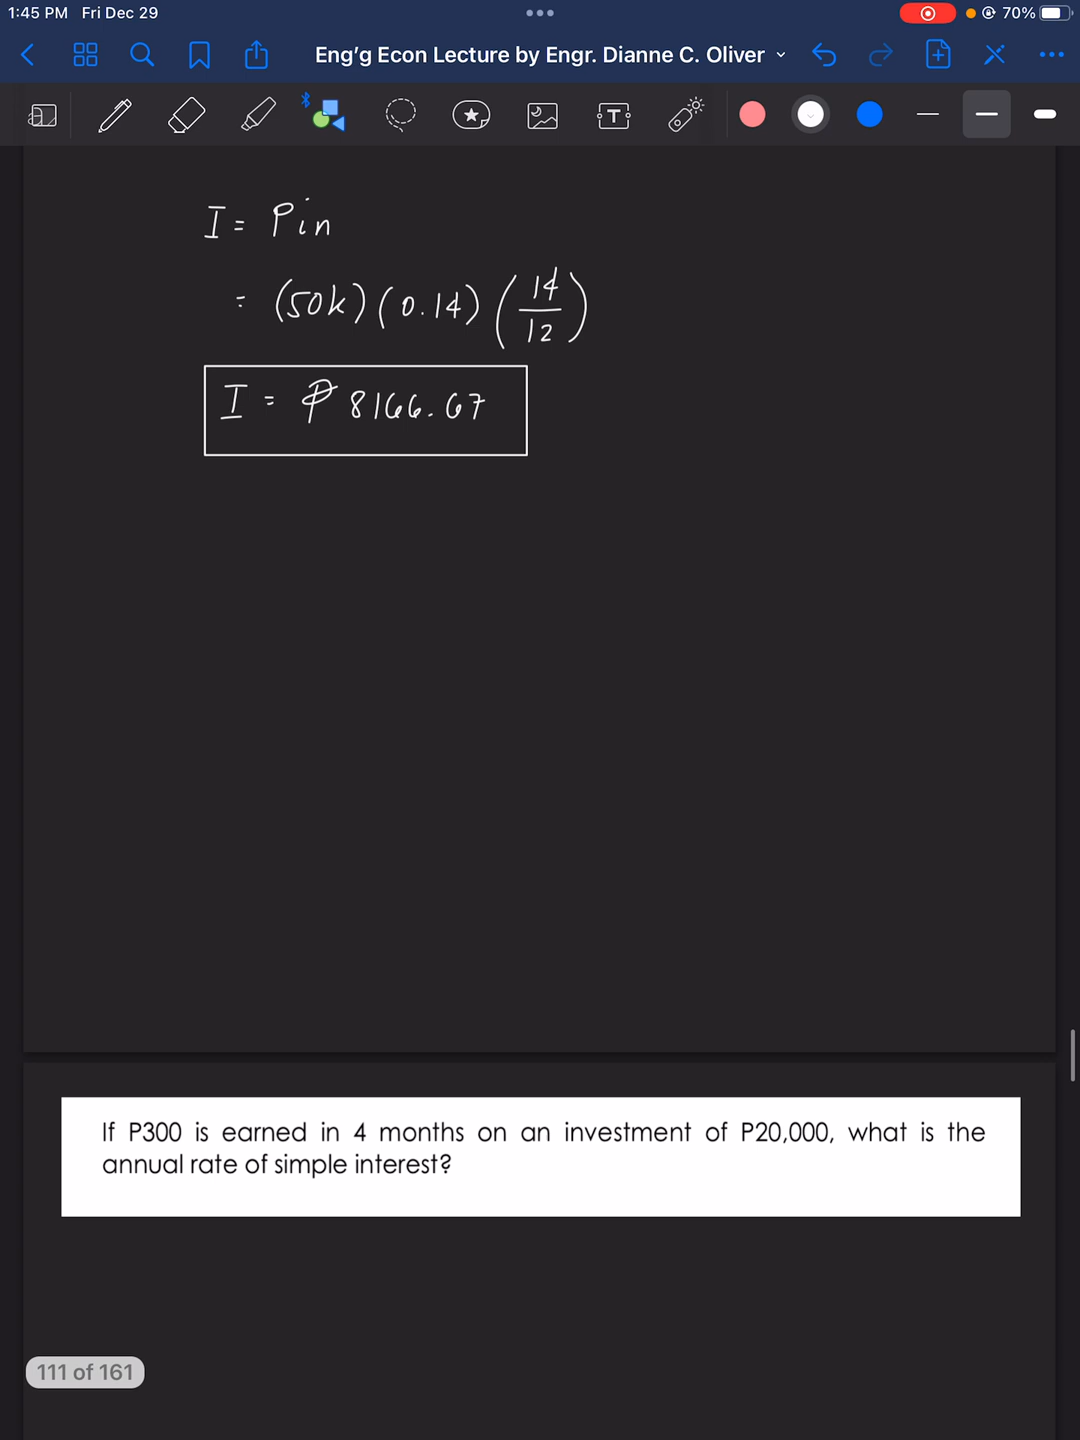 1:45 PM Fri Dec 29
70%
Eng'g Econ Lecture by Engr. Dianne C. Oliver
T
I = Pin
= (50k) (0.14) (14/12)
I = ₱ 8166.67
If P300 is earned in 4 months on an investment of P20,000, what is the
annual rate of simple interest?
111 of 161